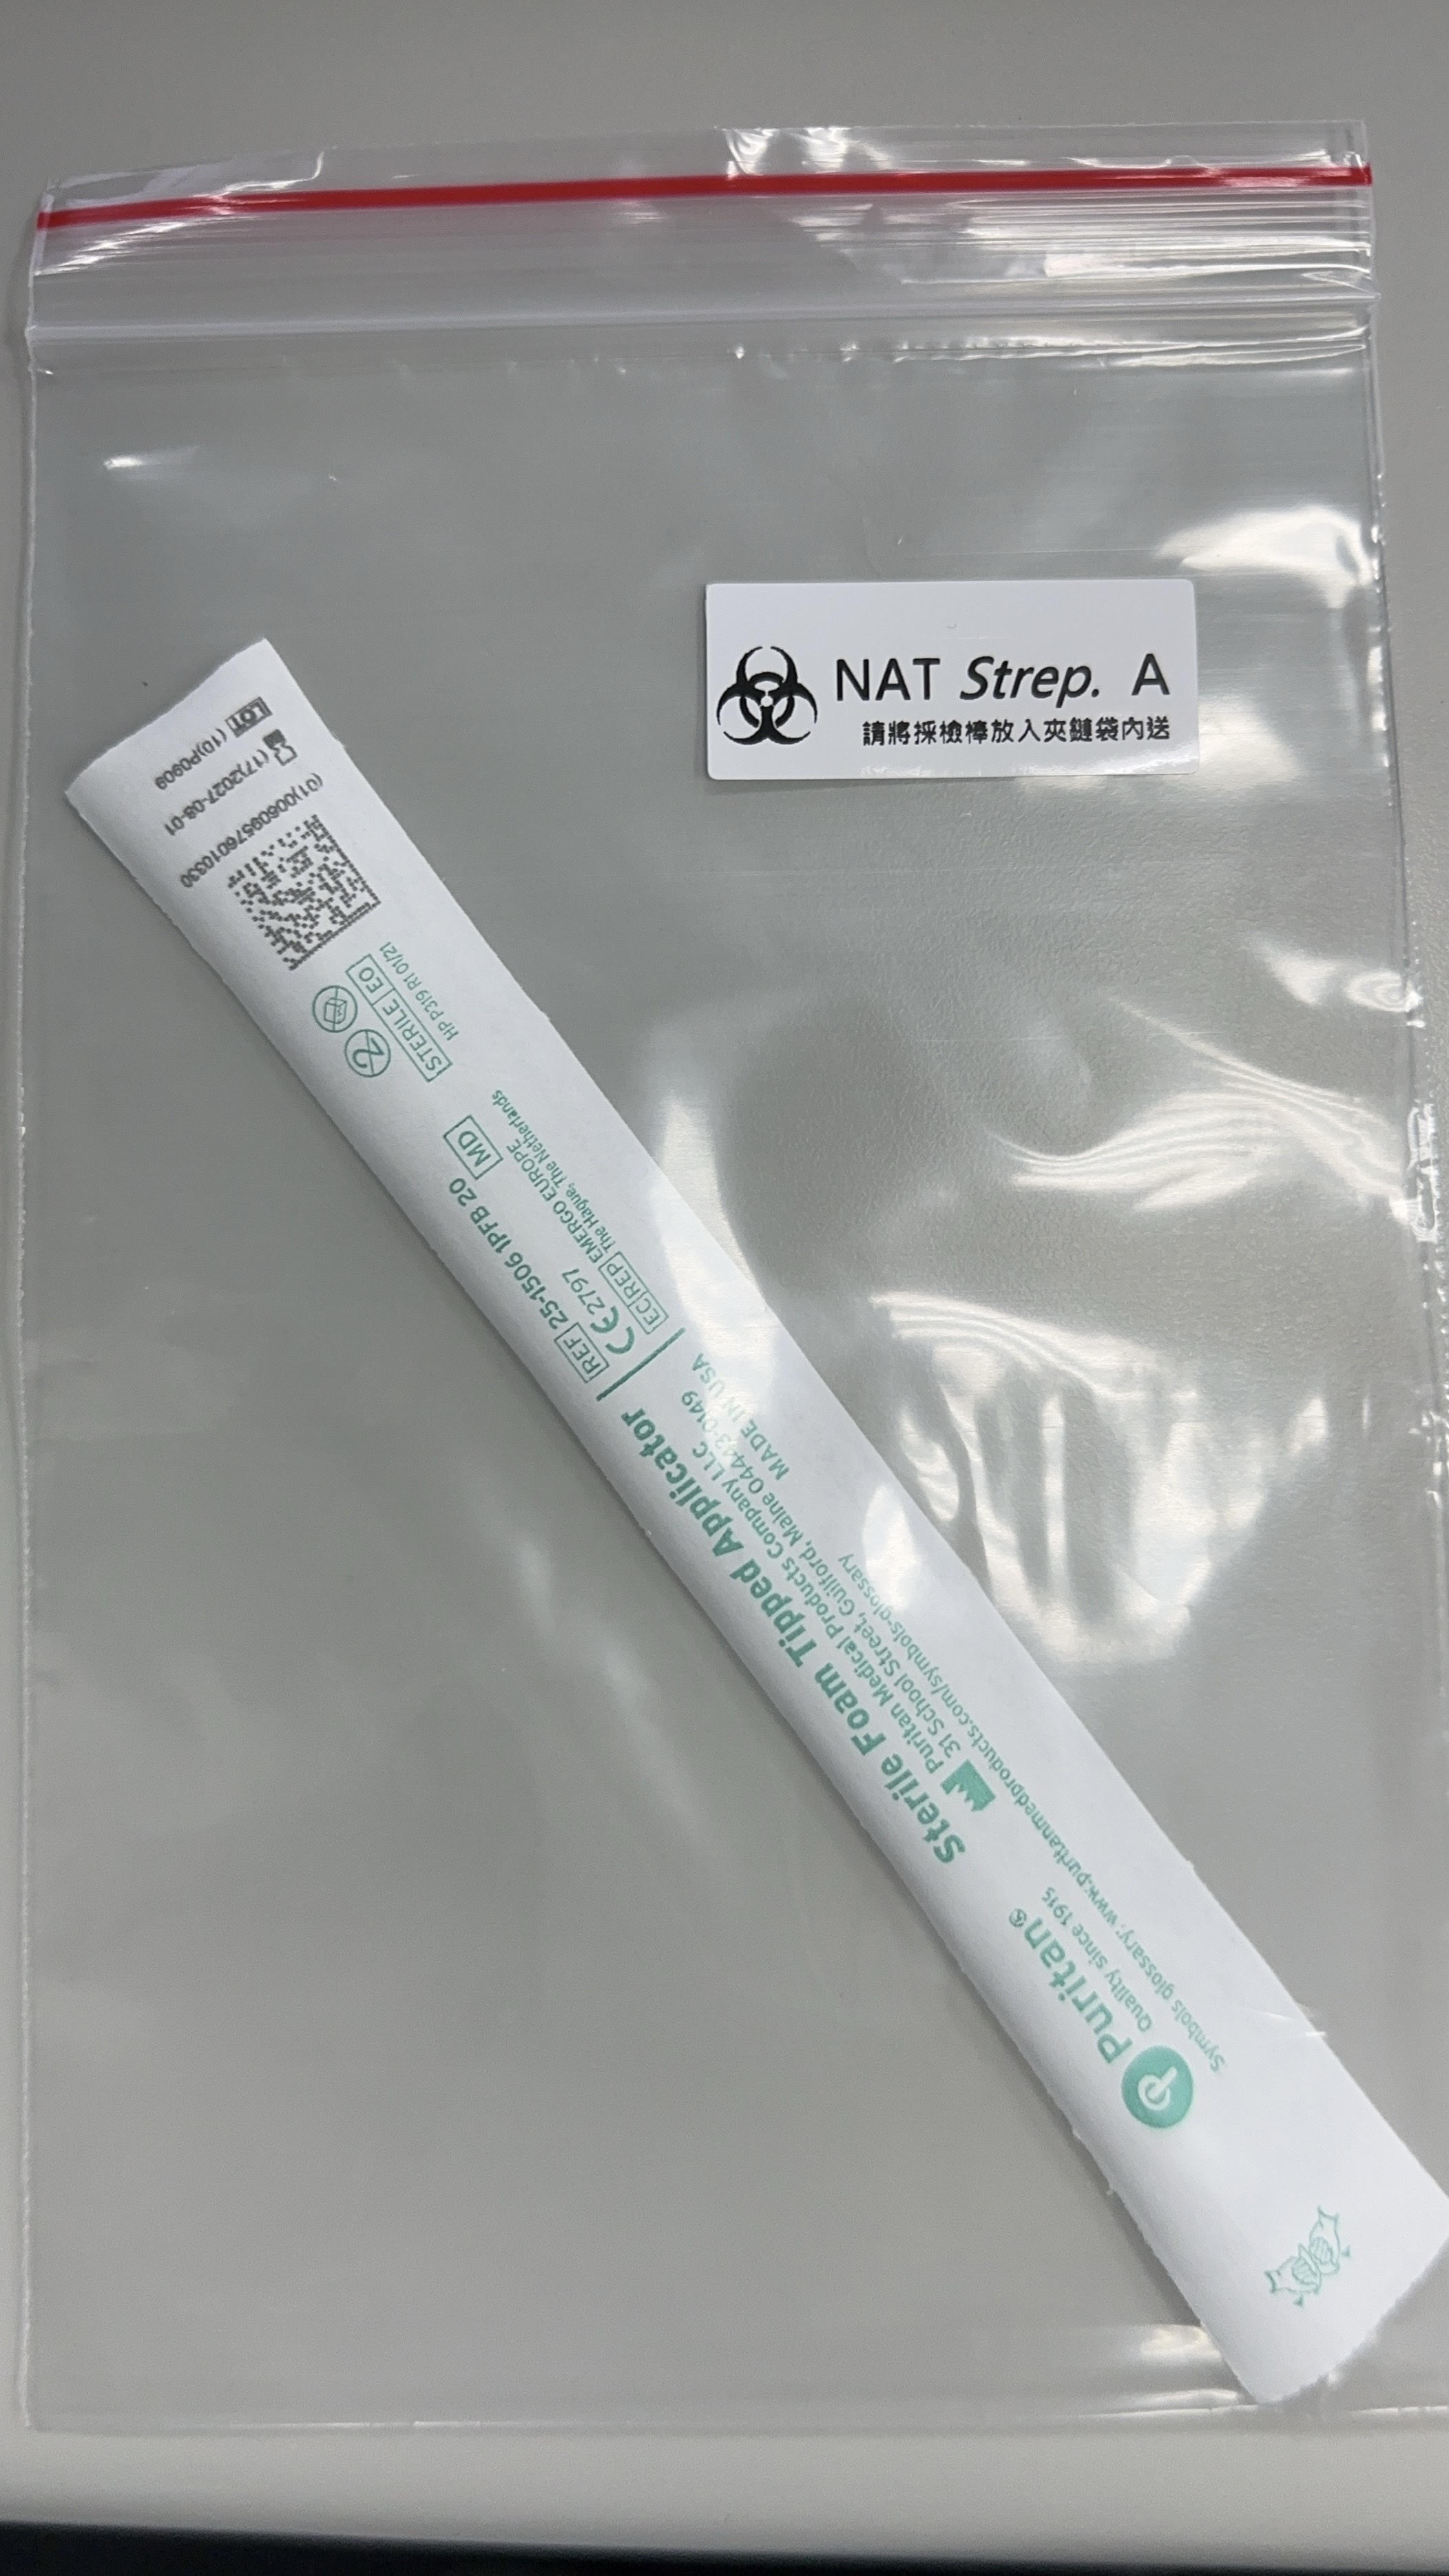 NAT Strep. A
請將採檢棒放入夾鏈袋內送
Puritan®
Quality since 1915
Symbols glossary: www.puritanmedproducts.com/symbols-glossary
Sterile Foam Tipped Applicator
Puritan Medical Products Company LLC
31 School Street, Guilford, Maine 04443-0149
MADE IN USA
REF 25-1506 1PFB 20
MD
CE 2797
EC REP EMERGO EUROPE
The Hague, The Netherlands
2
STERILE EO
HP P319 R1 01/21
(01)00609576010330
(17)2027-08-01
LOT (10)P0909